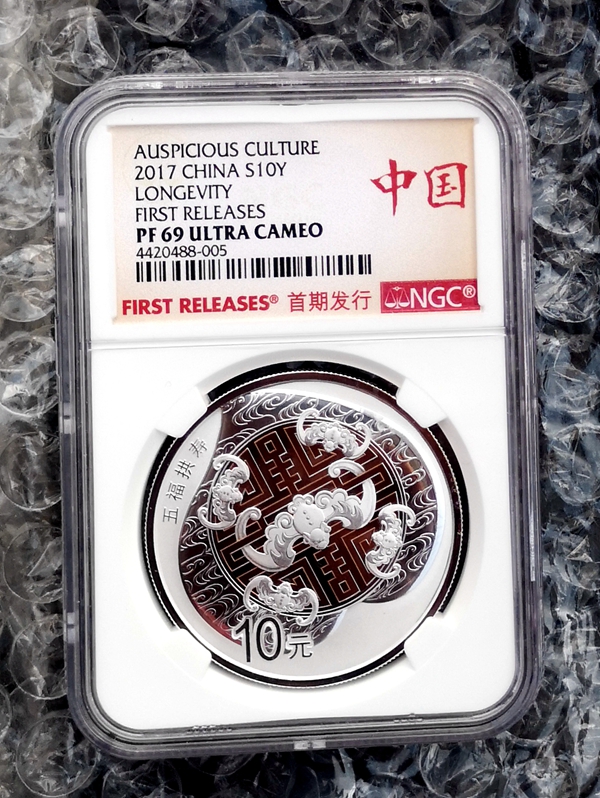 AUSPICIOUS CULTURE
2017 CHINA S10Y
LONGEVITY
FIRST RELEASES
PF 69 ULTRA CAMEO
4420488-005
中国
FIRST RELEASES® 首期发行 NGC®
五福拱寿
10元